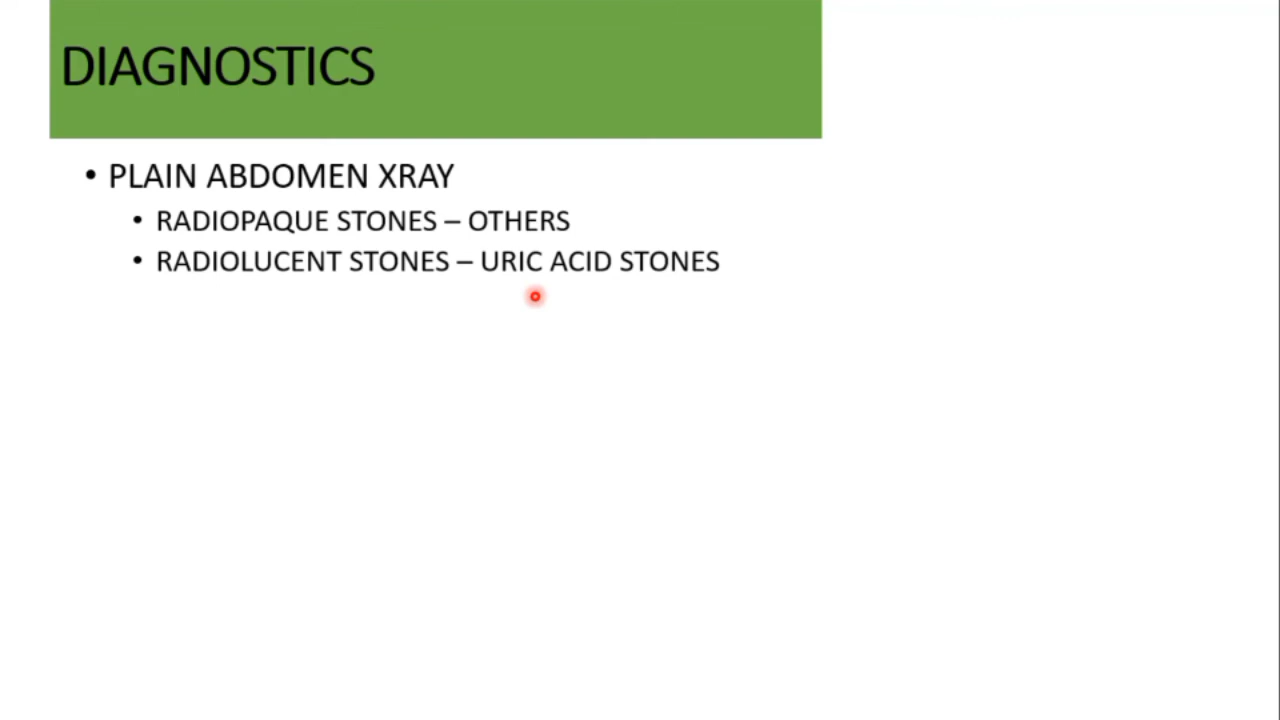 DIAGNOSTICS
• PLAIN ABDOMEN XRAY
• RADIOPAQUE STONES – OTHERS
• RADIOLUCENT STONES – URIC ACID STONES